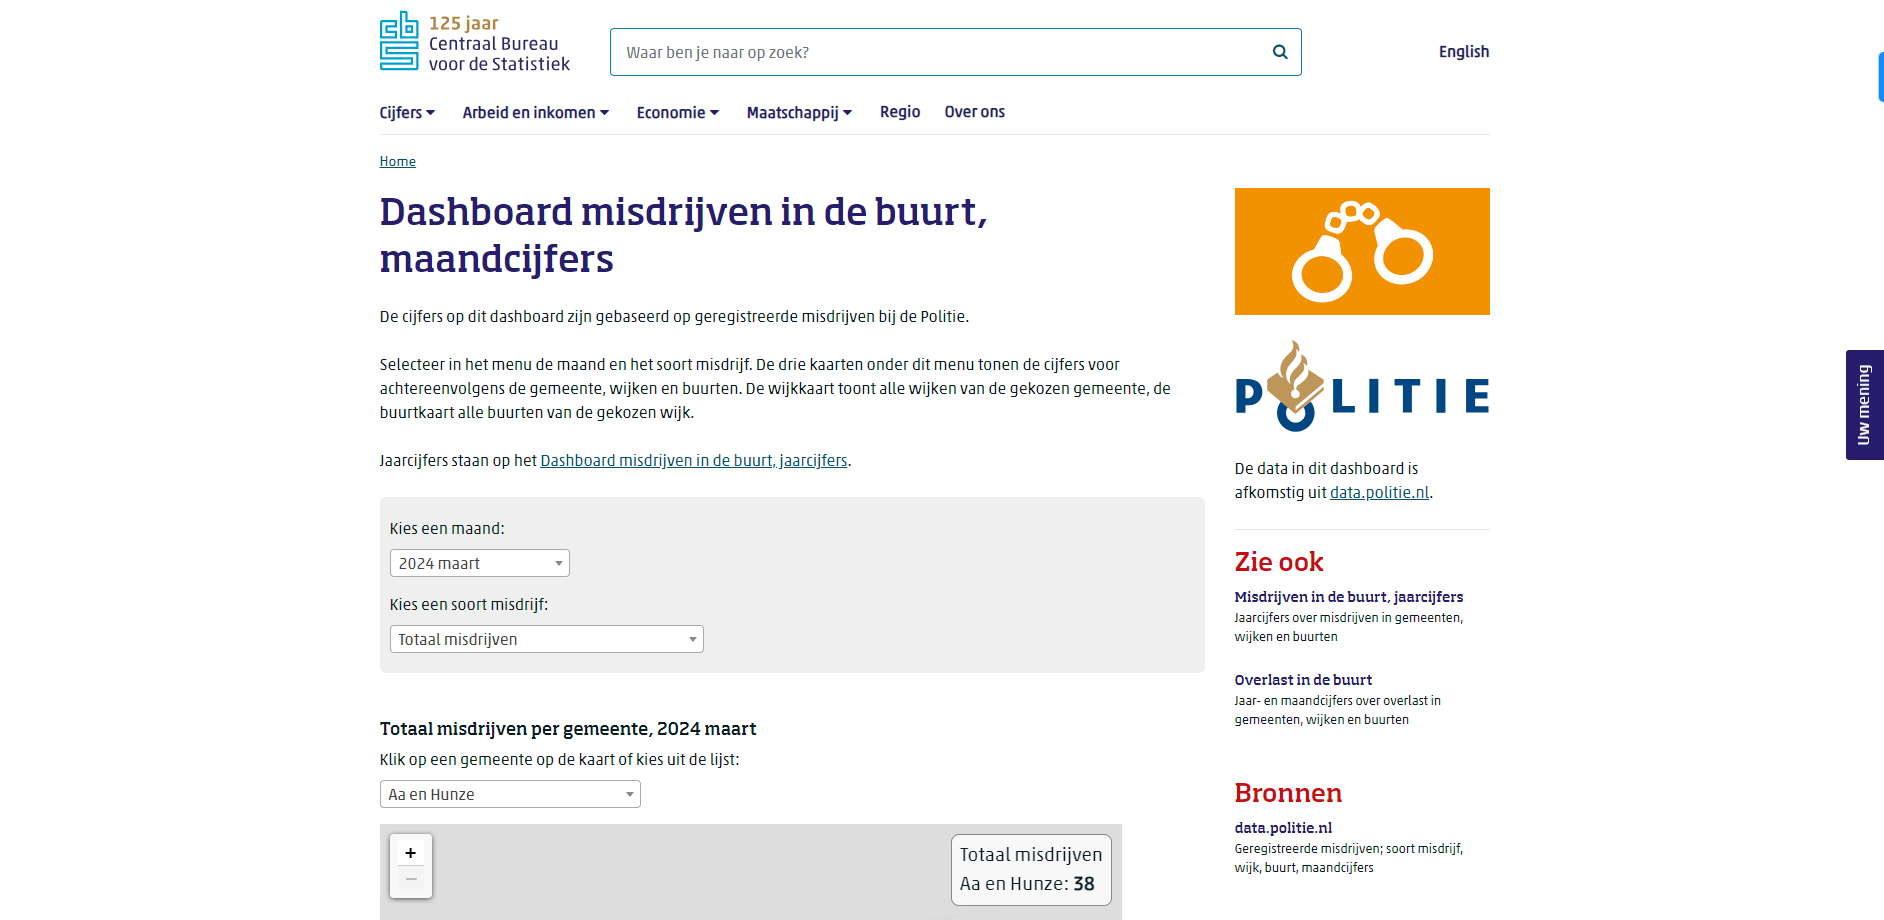 125 jaar
Centraal Bureau
voor de Statistiek
Waar ben je naar op zoek?
English
Cijfers
Arbeid en inkomen
Economie
Maatschappij
Regio
Over ons
Home
Dashboard misdrijven in de buurt,
maandcijfers
De cijfers op dit dashboard zijn gebaseerd op geregistreerde misdrijven bij de Politie.
Selecteer in het menu de maand en het soort misdrijf. De drie kaarten onder dit menu tonen de cijfers voor
achtereenvolgens de gemeente, wijken en buurten. De wijkkaart toont alle wijken van de gekozen gemeente, de
buurtkaart alle buurten van de gekozen wijk.
Jaarcijfers staan op het Dashboard misdrijven in de buurt, jaarcijfers.
Kies een maand:
2024 maart
Kies een soort misdrijf:
Totaal misdrijven
Totaal misdrijven per gemeente, 2024 maart
Klik op een gemeente op de kaart of kies uit de lijst:
Aa en Hunze
+
−
Totaal misdrijven
Aa en Hunze: 38
POLITIE
De data in dit dashboard is
afkomstig uit data.politie.nl.
Zie ook
Misdrijven in de buurt, jaarcijfers
Jaarcijfers over misdrijven in gemeenten,
wijken en buurten
Overlast in de buurt
Jaar- en maandcijfers over overlast in
gemeenten, wijken en buurten
Bronnen
data.politie.nl
Geregistreerde misdrijven; soort misdrijf,
wijk, buurt, maandcijfers
Uw mening